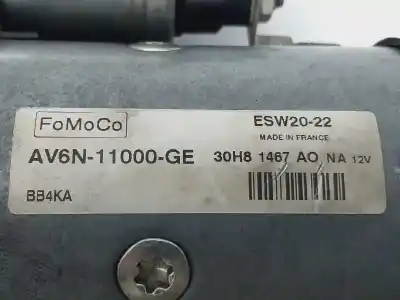 FoMoCo
ESW20-22
MADE IN FRANCE
AV6N-11000-GE 30H8 1467 AO NA 12V
BB4KA